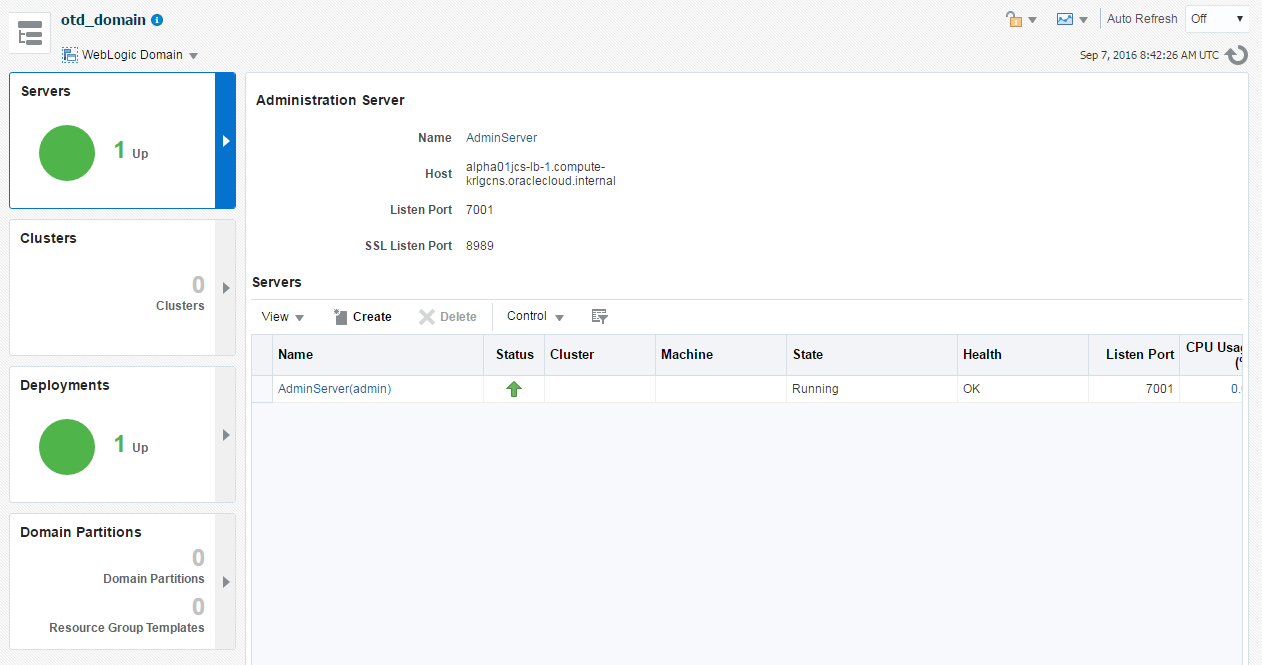 otd_domain
Auto Refresh Off
WebLogic Domain
Sep 7, 2016 8:42:26 AM UTC
Servers
1 Up
Clusters
0
Clusters
Deployments
1 Up
Domain Partitions
0
Domain Partitions
0
Resource Group Templates
Administration Server
Name AdminServer
Host alpha01jcs-lb-1.compute-
krlgcns.oraclecloud.internal
Listen Port 7001
SSL Listen Port 8989
Servers
View Create Delete Control
Name Status Cluster Machine State Health Listen Port CPU
AdminServer(admin) Running OK 7001 0.